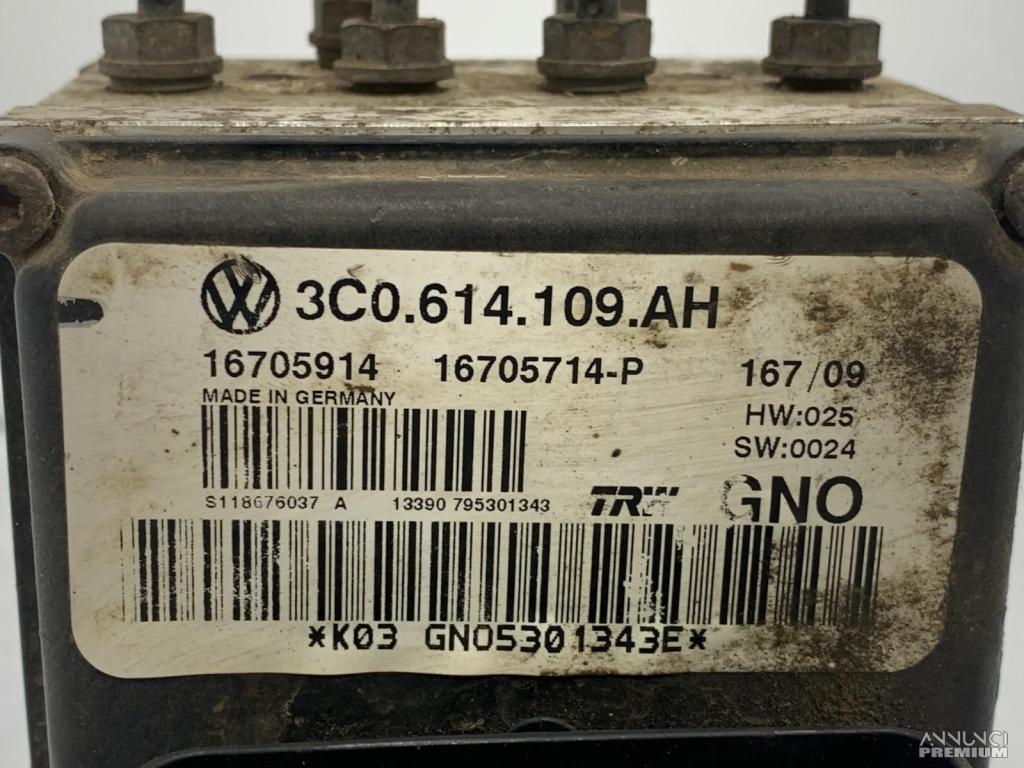 3C0.614.109.AH
16705914 16705714-P 167/09
MADE IN GERMANY
HW:025
SW:0024
S118676037 A 13390 795301343
TRW GNO
*K03 GNO5301343E*
ANNUNCI
PREMIUM